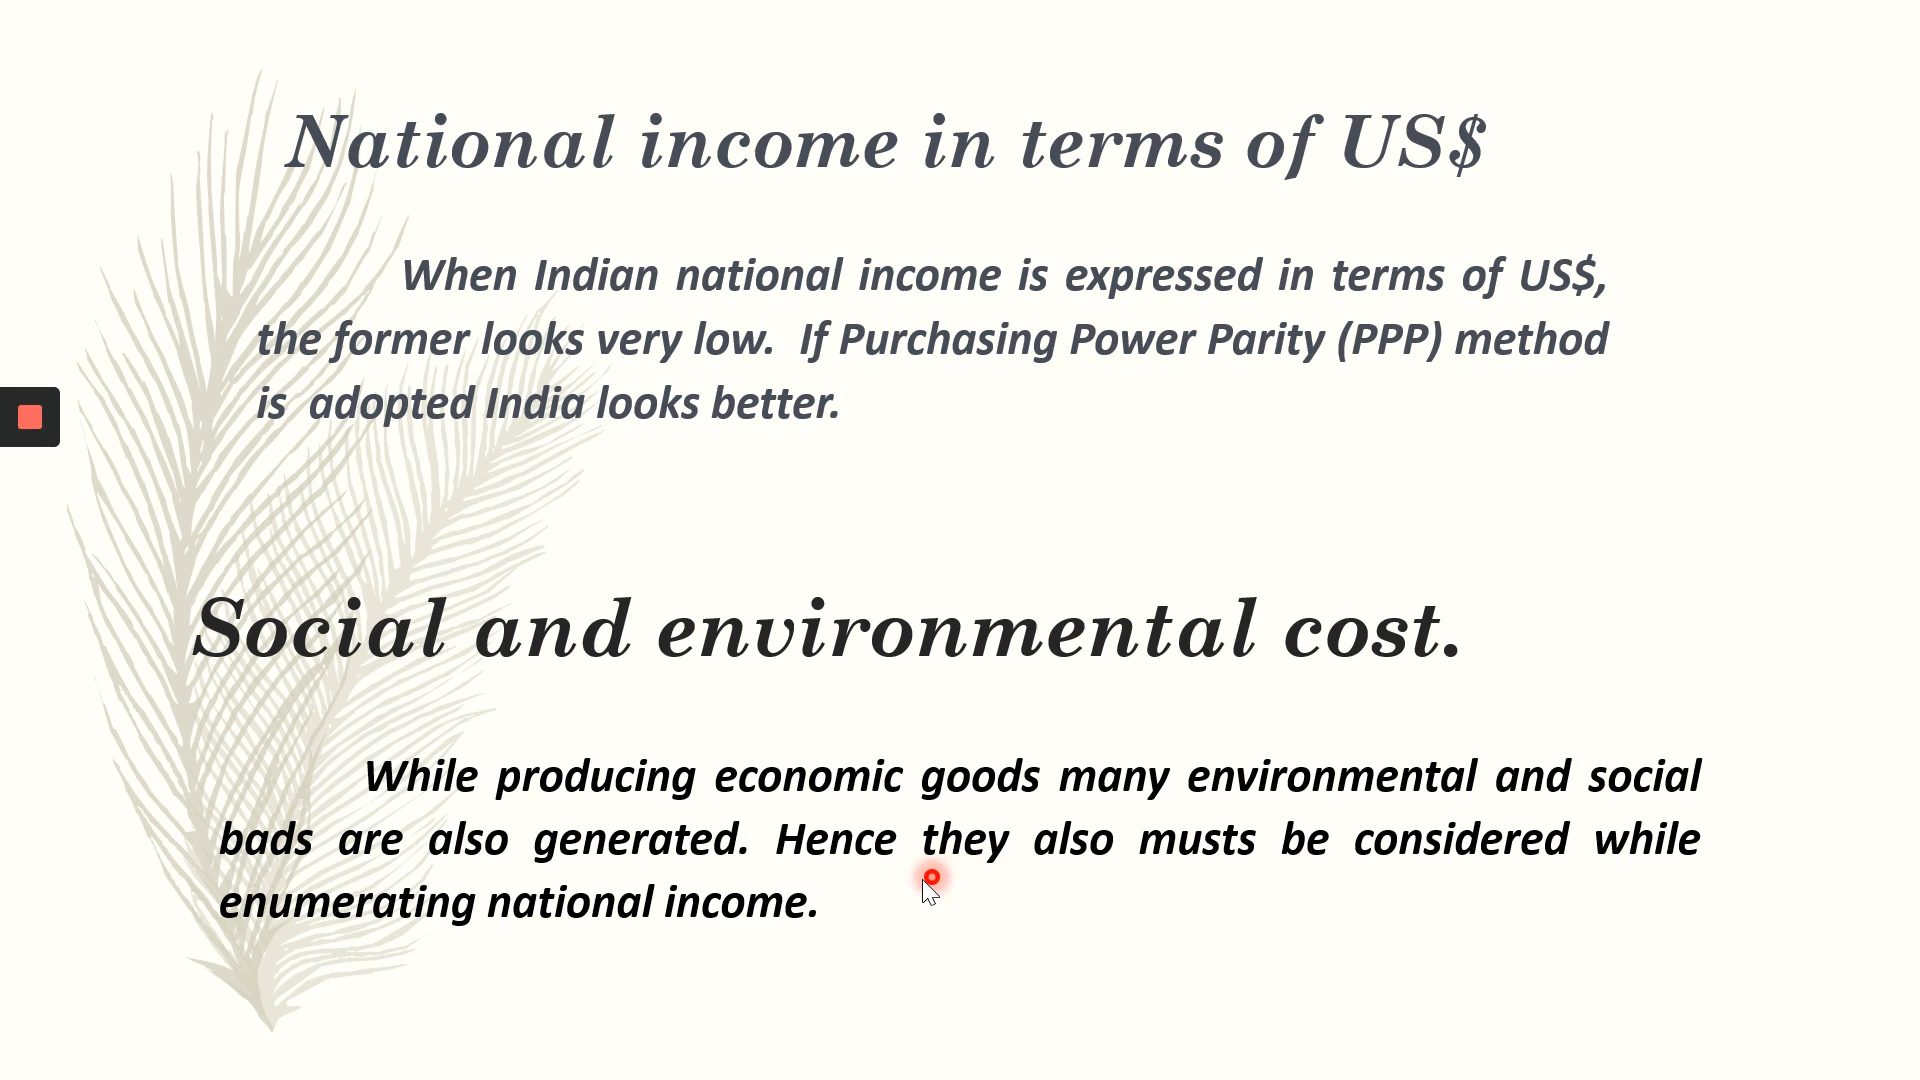 National income in terms of US$
When Indian national income is expressed in terms of US$,
the former looks very low. If Purchasing Power Parity (PPP) method
is adopted India looks better.
Social and environmental cost.
While producing economic goods many environmental and social
bads are also generated. Hence they also musts be considered while
enumerating national income.